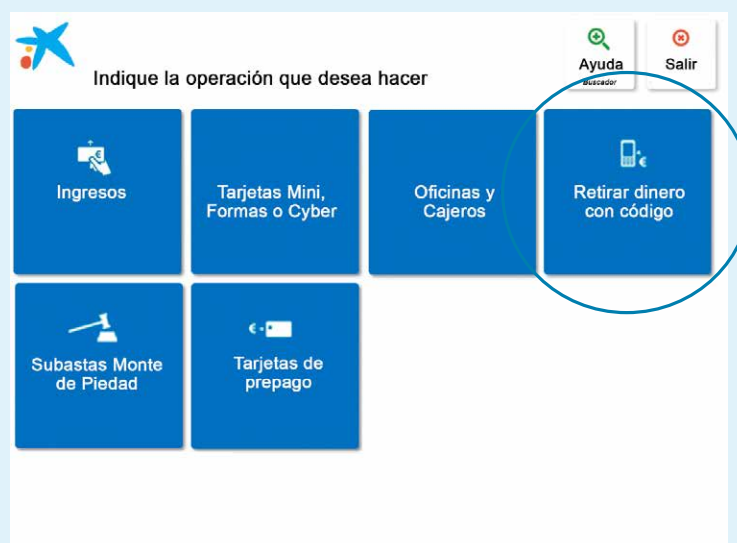 Ayuda
Buscador
Salir
Indique la operación que desea hacer
Ingresos
Tarjetas Mini,
Formas o Cyber
Oficinas y
Cajeros
Retirar dinero
con código
Subastas Monte
de Piedad
Tarjetas de
prepago